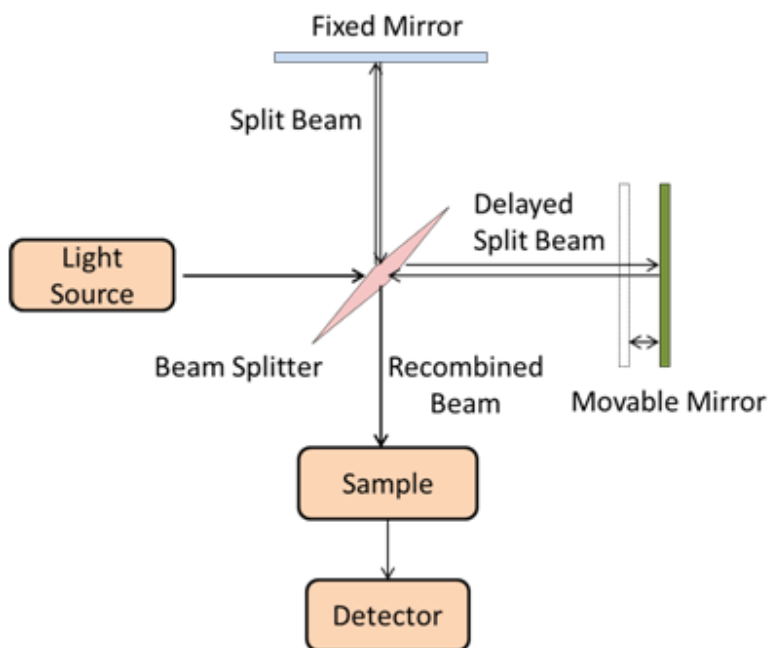 Fixed Mirror
Split Beam
Delayed
Split Beam
Light
Source
Beam Splitter
Recombined
Beam
Movable Mirror
Sample
Detector